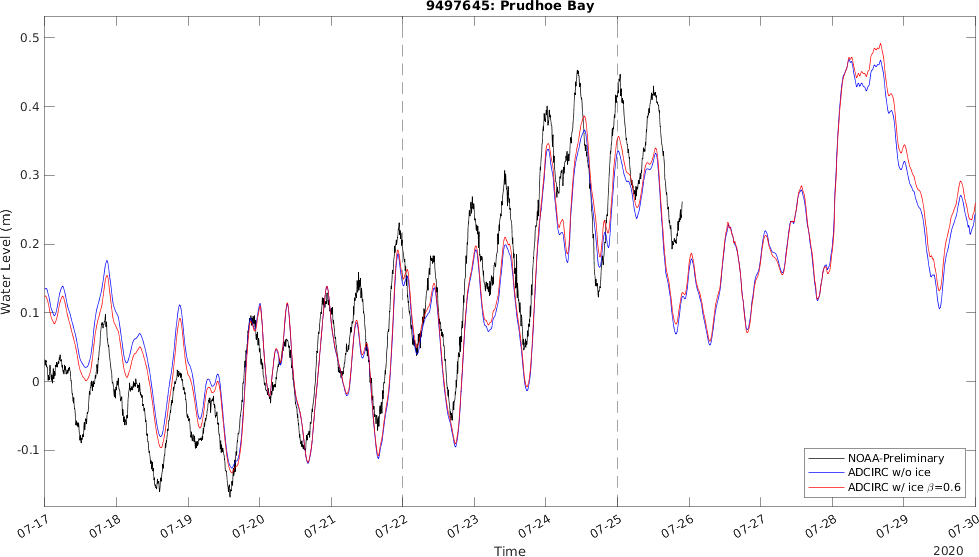 9497645: Prudhoe Bay
Water Level (m)
0.5
0.4
0.3
0.2
0.1
0
-0.1
NOAA-Preliminary
ADCIRC w/o ice
ADCIRC w/ ice β=0.6
07-17 07-18 07-19 07-20 07-21 07-22 07-23 07-24 07-25 07-26 07-27 07-28 07-29 07-30
Time
2020